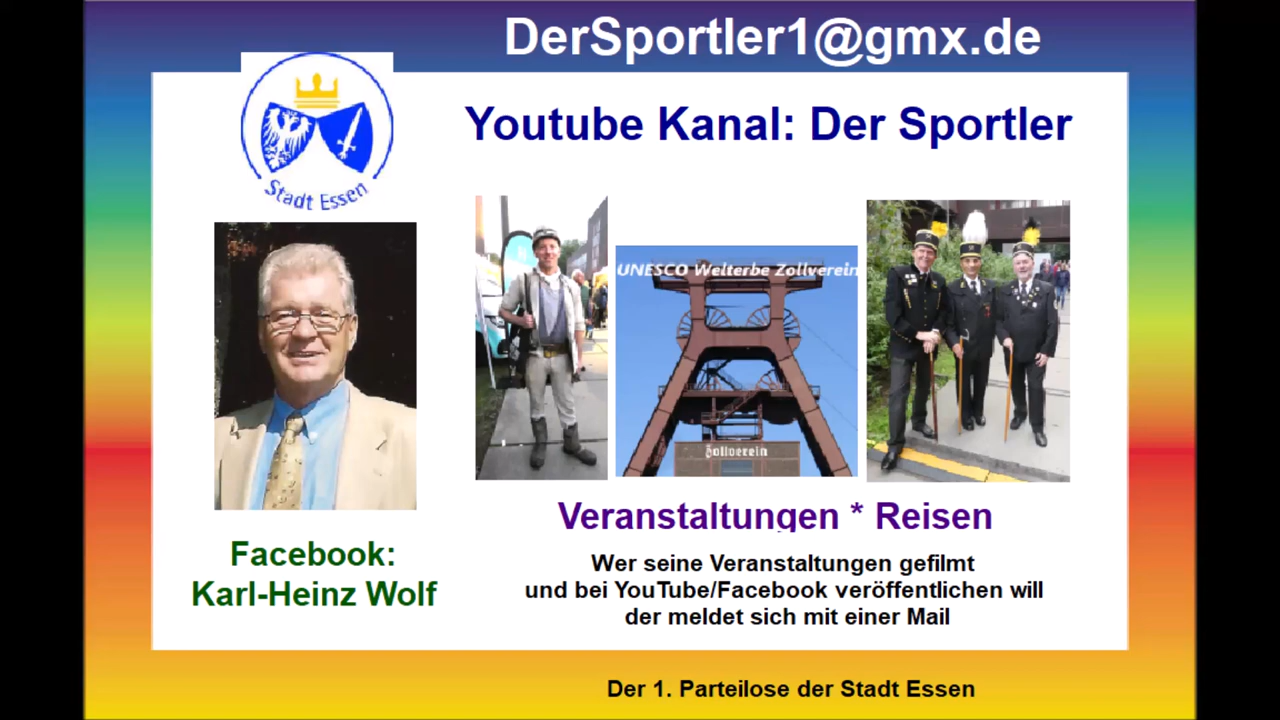 DerSportler1@gmx.de
Youtube Kanal: Der Sportler
Stadt Essen
UNESCO Welterbe Zollverein
Zollverein
Veranstaltungen * Reisen
Facebook:
Karl-Heinz Wolf
Wer seine Veranstaltungen gefilmt
und bei YouTube/Facebook veröffentlichen will
der meldet sich mit einer Mail
Der 1. Parteilose der Stadt Essen